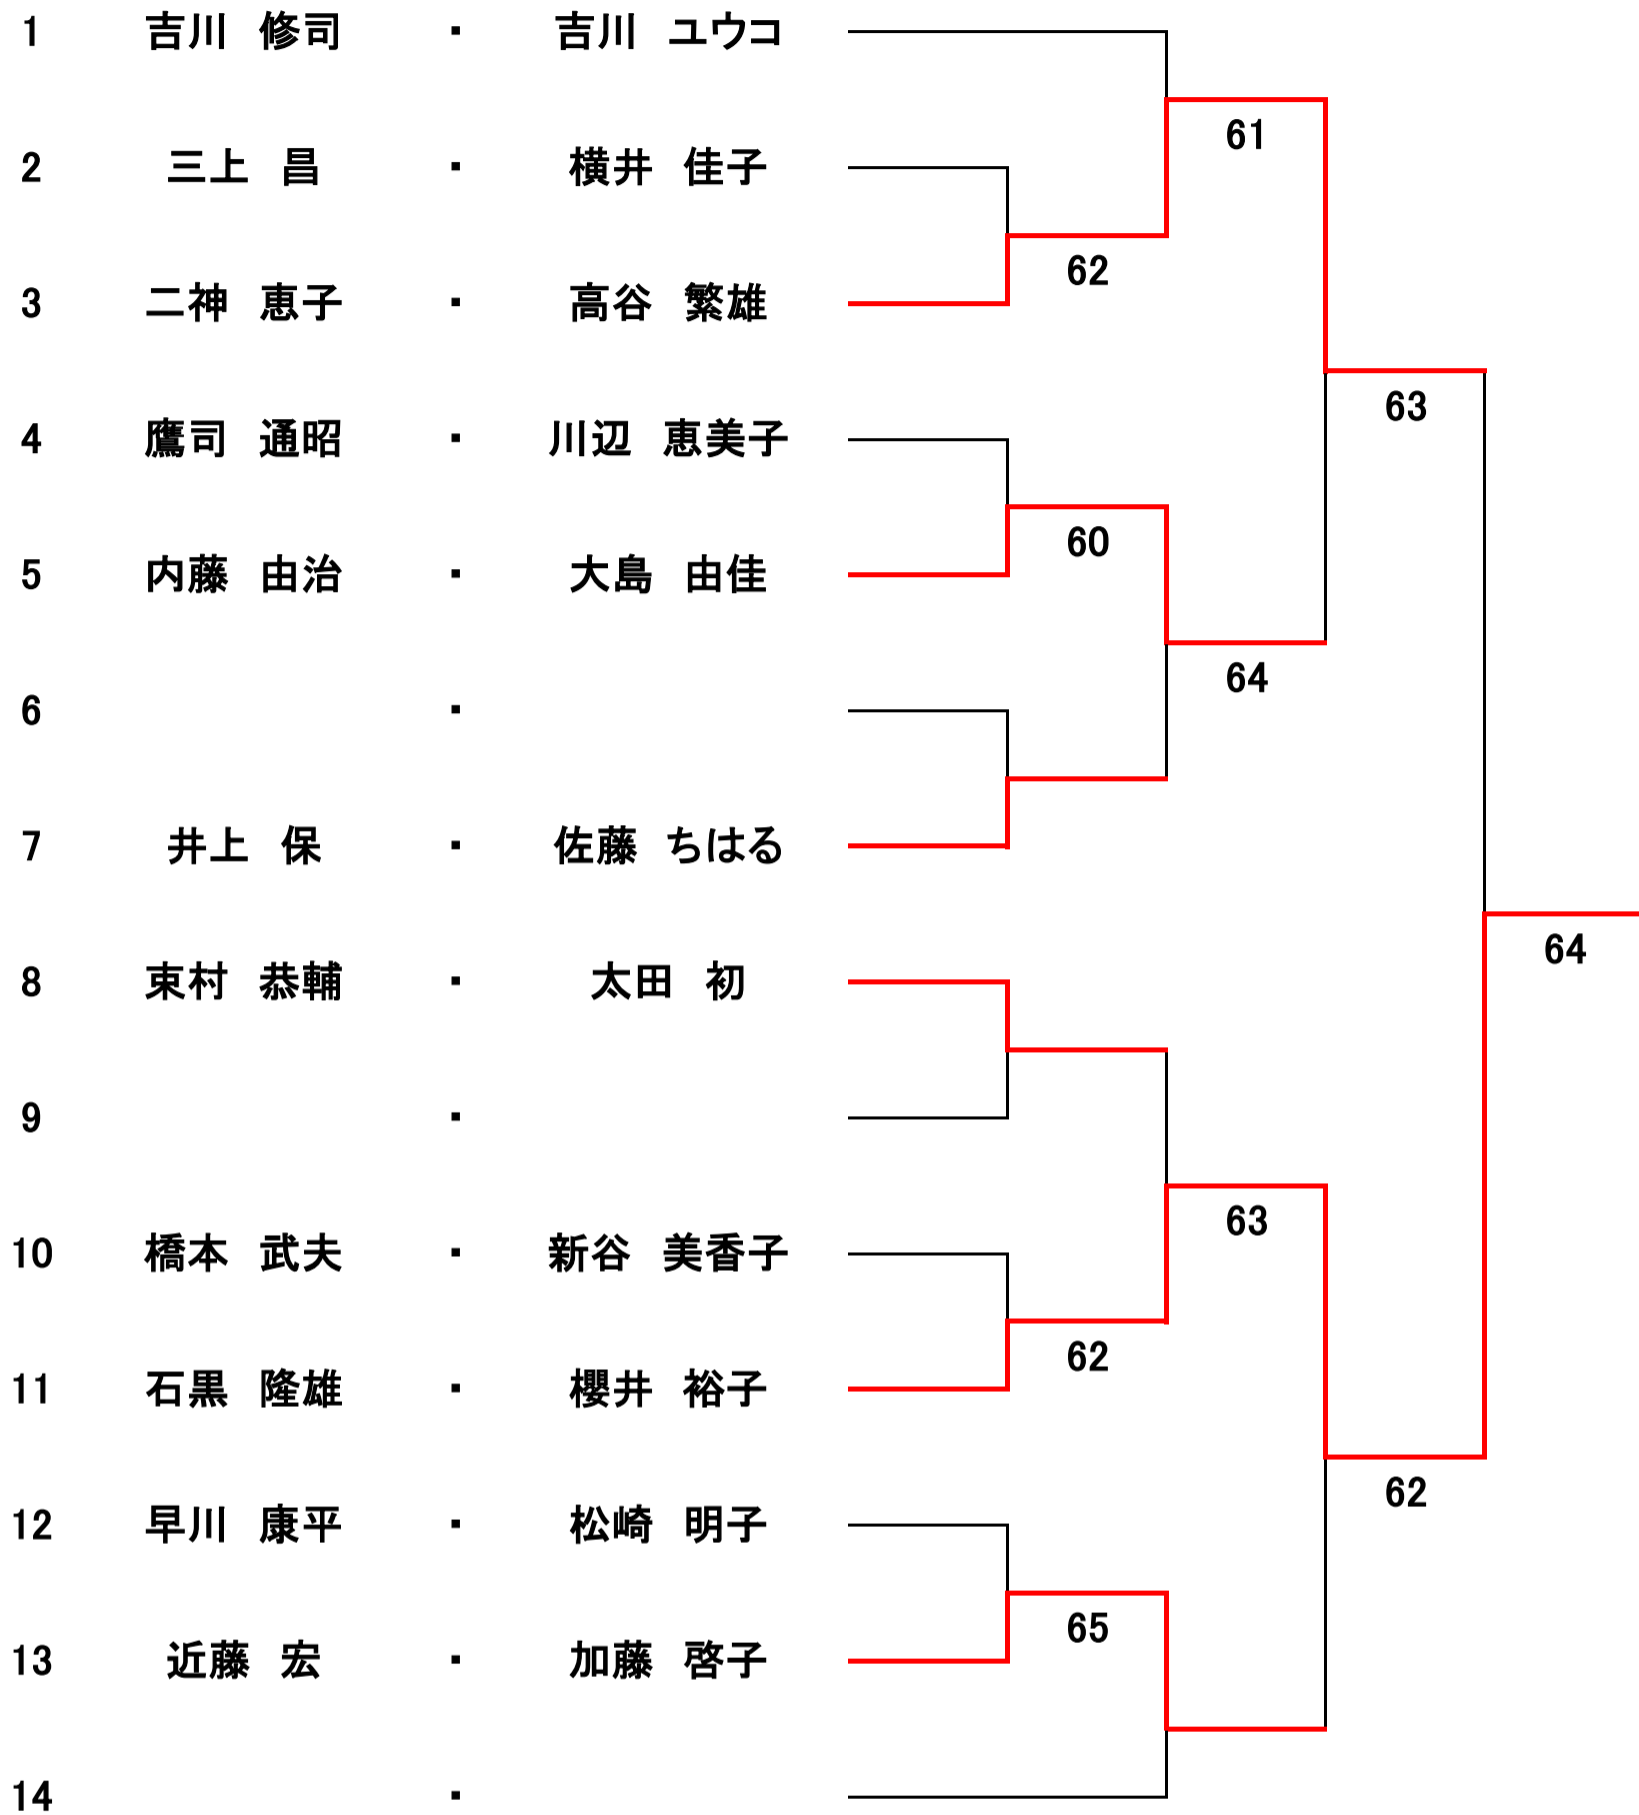 1 吉川 修司 ・ 吉川 ユウコ
61
2 三上 昌 ・ 横井 佳子
62
3 二神 恵子 ・ 高谷 繁雄
63
4 鷹司 通昭 ・ 川辺 恵美子
60
5 内藤 由治 ・ 大島 由佳
64
6 ・
7 井上 保 ・ 佐藤 ちはる
64
8 束村 恭輔 ・ 太田 初
9 ・
63
10 橋本 武夫 ・ 新谷 美香子
62
11 石黒 隆雄 ・ 櫻井 裕子
62
12 早川 康平 ・ 松崎 明子
65
13 近藤 宏 ・ 加藤 啓子
14 ・